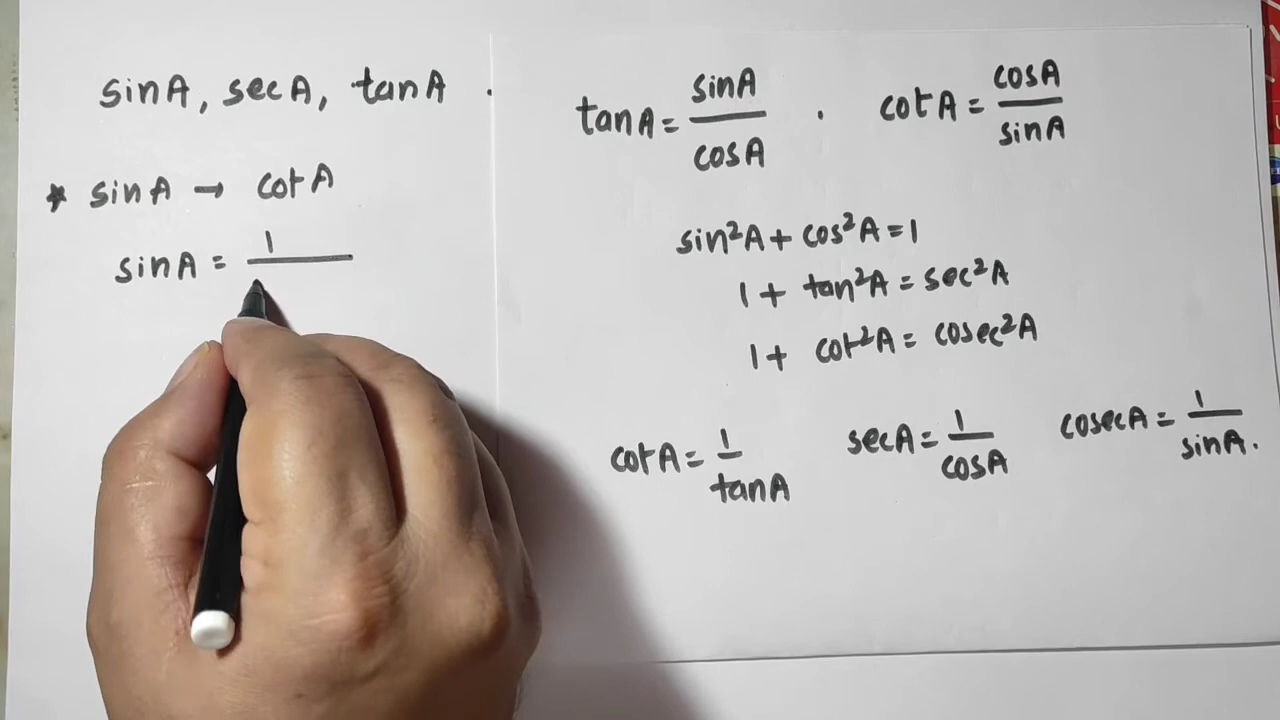 sinA, secA, tanA .
* sinA → cotA
sinA = 1/
tanA = sinA/cosA . cotA = cosA/sinA
sin²A + cos²A = 1
1 + tan²A = sec²A
1 + cot²A = cosec²A
cotA = 1/tanA secA = 1/cosA cosecA = 1/sinA.